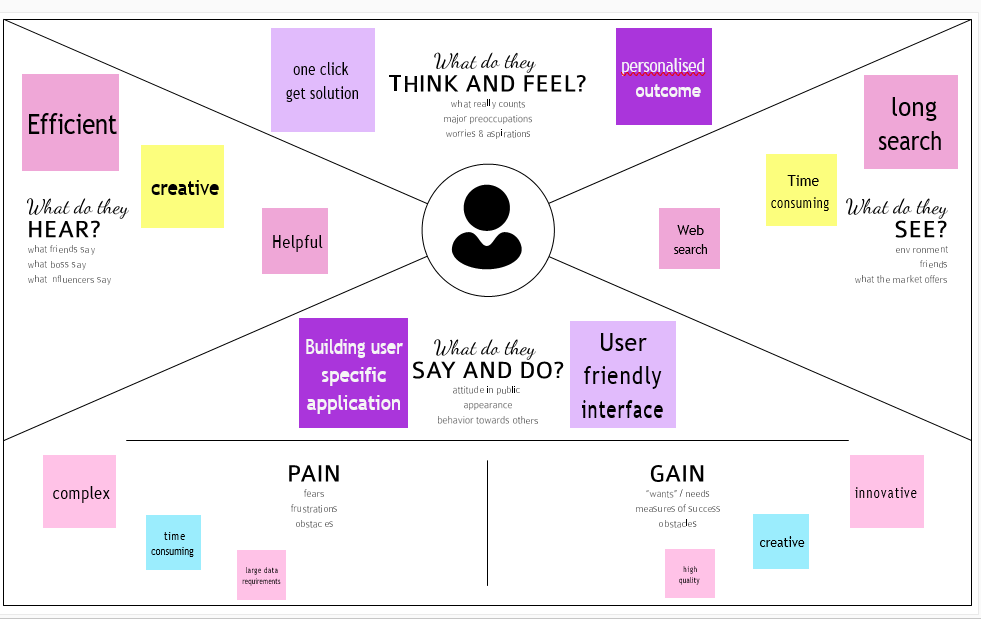 one click
get solution
What do they
THINK AND FEEL?
what really counts
major preoccupations
worries & aspirations
personalised
outcome
Efficient
creative
What do they
HEAR?
what friends say
what boss say
what nfluencers say
Helpful
long
search
Time
consuming
What do they
SEE?
env ronment
friends
what the market offers
Web
search
Building user
specific
application
What do they
SAY AND DO?
attitude in public
appearance
behavior towards others
User
friendly
interface
complex
time
consuming
large data
requirements
PAIN
fears
frustrations
obstac es
GAIN
"wants" / needs
measures of success
obstacles
high
quality
creative
innovative